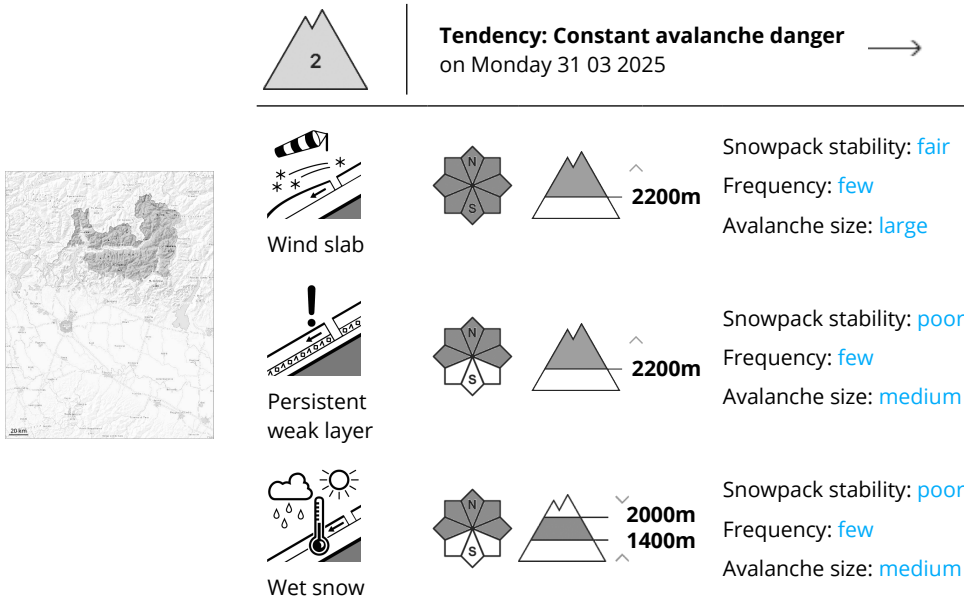 2
Tendency: Constant avalanche danger
on Monday 31 03 2025
N
S
2200m
Snowpack stability: fair
Frequency: few
Avalanche size: large
Wind slab
N
S
2200m
Snowpack stability: poor
Frequency: few
Avalanche size: medium
Persistent
weak layer
N
S
2000m
1400m
Snowpack stability: poor
Frequency: few
Avalanche size: medium
Wet snow
20 km